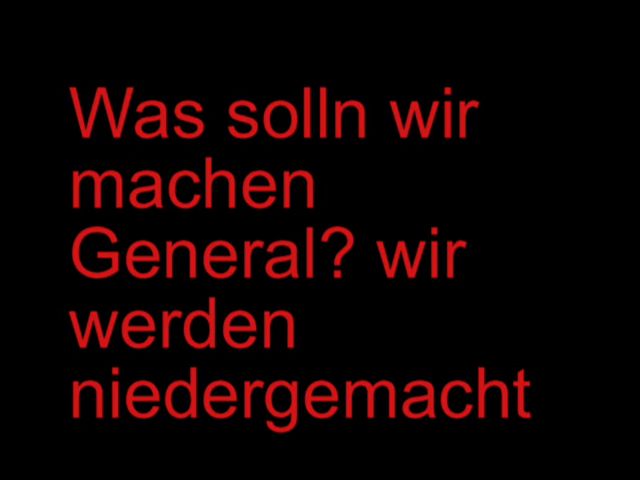 Was solln wir
machen
General? wir
werden
niedergemacht